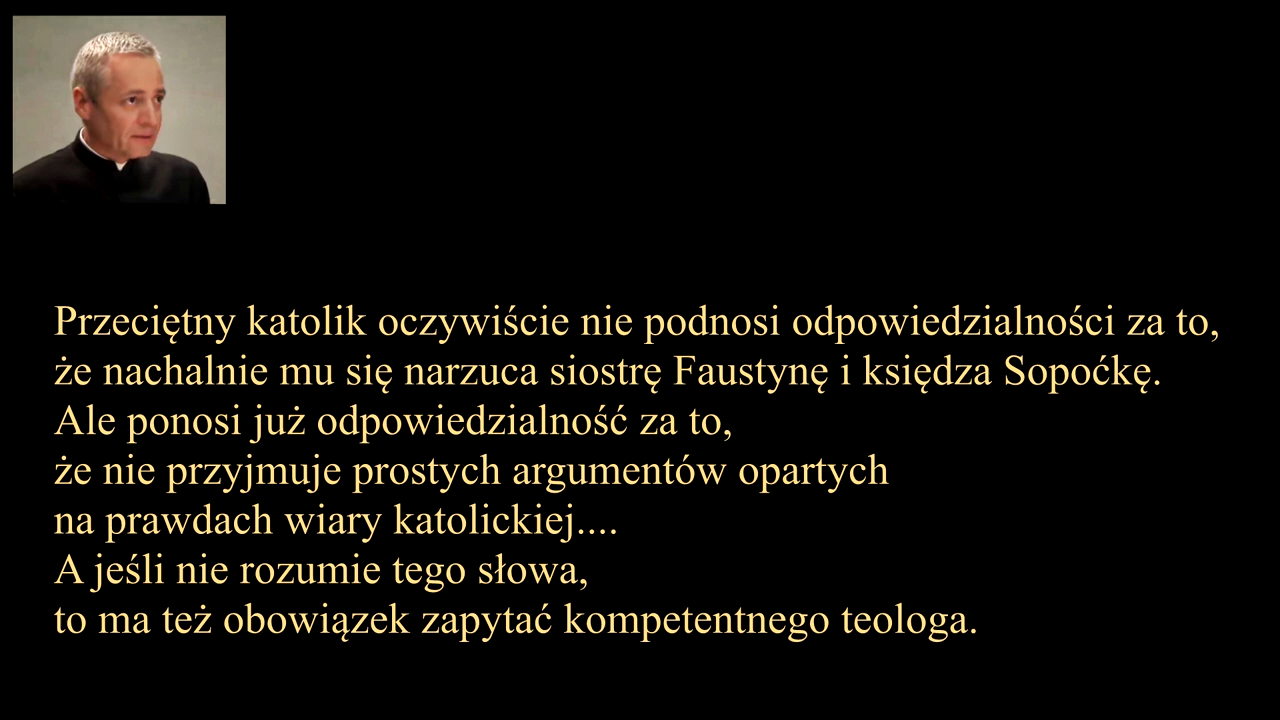 Przeciętny katolik oczywiście nie podnosi odpowiedzialności za to,
że nachalnie mu się narzuca siostrę Faustynę i księdza Sopoćkę.
Ale ponosi już odpowiedzialność za to,
że nie przyjmuje prostych argumentów opartych
na prawdach wiary katolickiej....
A jeśli nie rozumie tego słowa,
to ma też obowiązek zapytać kompetentnego teologa.